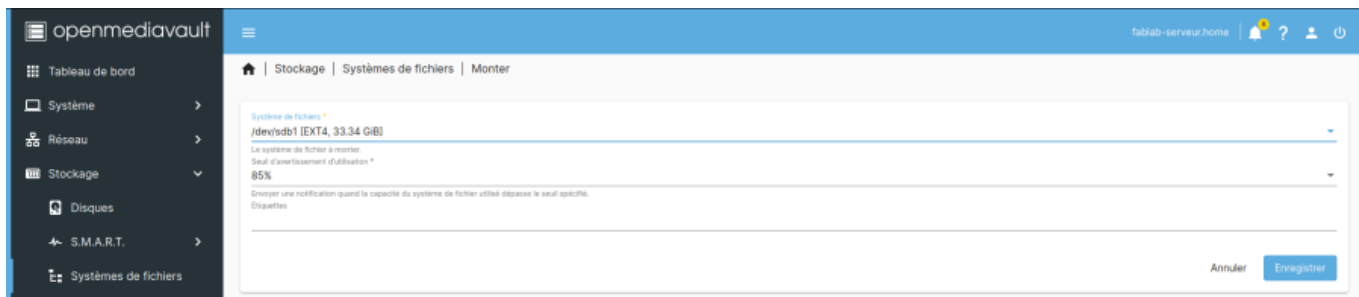 openmediavault
fablab-serveur.home
Tableau de bord
Stockage | Systèmes de fichiers | Monter
Système
Réseau
Stockage
Disques
S.M.A.R.T.
Systèmes de fichiers
Système de fichiers *
/dev/sdb1 [EXT4, 33.34 GiB]
Le système de fichier à monter.
Seuil d'avertissement d'utilisation *
85%
Envoyer une notification quand la capacité du système de fichier utilisé dépasse le seuil spécifié.
Étiquettes
Annuler
Enregistrer